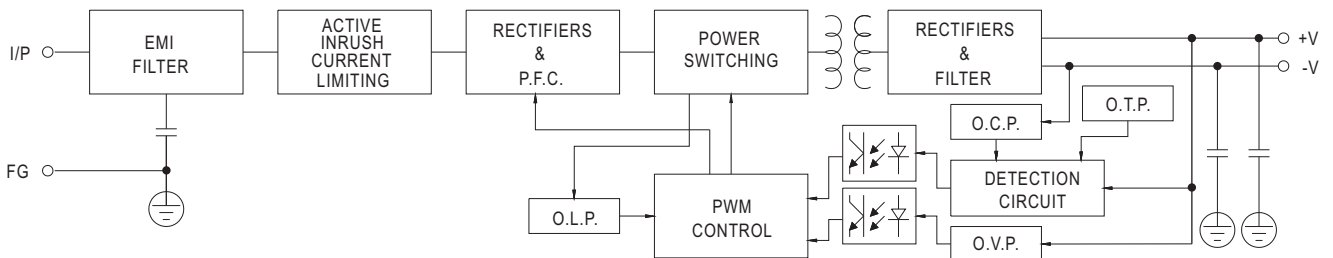 I/P
EMI
FILTER
ACTIVE
INRUSH
CURRENT
LIMITING
RECTIFIERS
&
P.F.C.
POWER
SWITCHING
RECTIFIERS
&
FILTER
+V
-V
O.C.P.
O.T.P.
FG
DETECTION
CIRCUIT
O.L.P.
PWM
CONTROL
O.V.P.